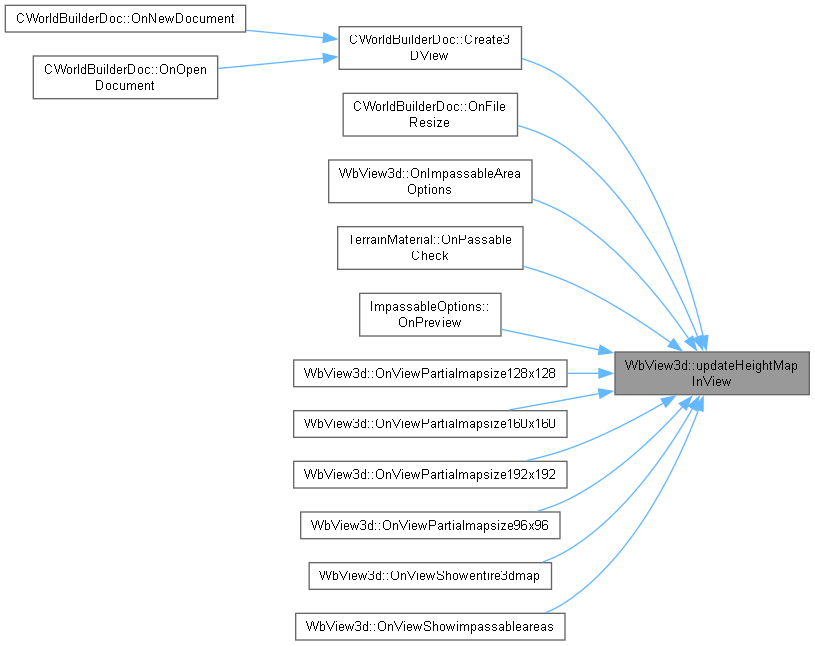 CWorldBuilderDoc::OnNewDocument
CWorldBuilderDoc::OnOpen
Document
CWorldBuilderDoc::Create3
DView
CWorldBuilderDoc::OnFile
Resize
WbView3d::OnImpassableArea
Options
TerrainMaterial::OnPassable
Check
ImpassableOptions::
OnPreview
WbView3d::OnViewPartialmapsize128x128
WbView3d::OnViewPartialmapsize160x160
WbView3d::OnViewPartialmapsize192x192
WbView3d::OnViewPartialmapsize96x96
WbView3d::OnViewShowentire3dmap
WbView3d::OnViewShowimpassableareas
WbView3d::updateHeightMap
InView